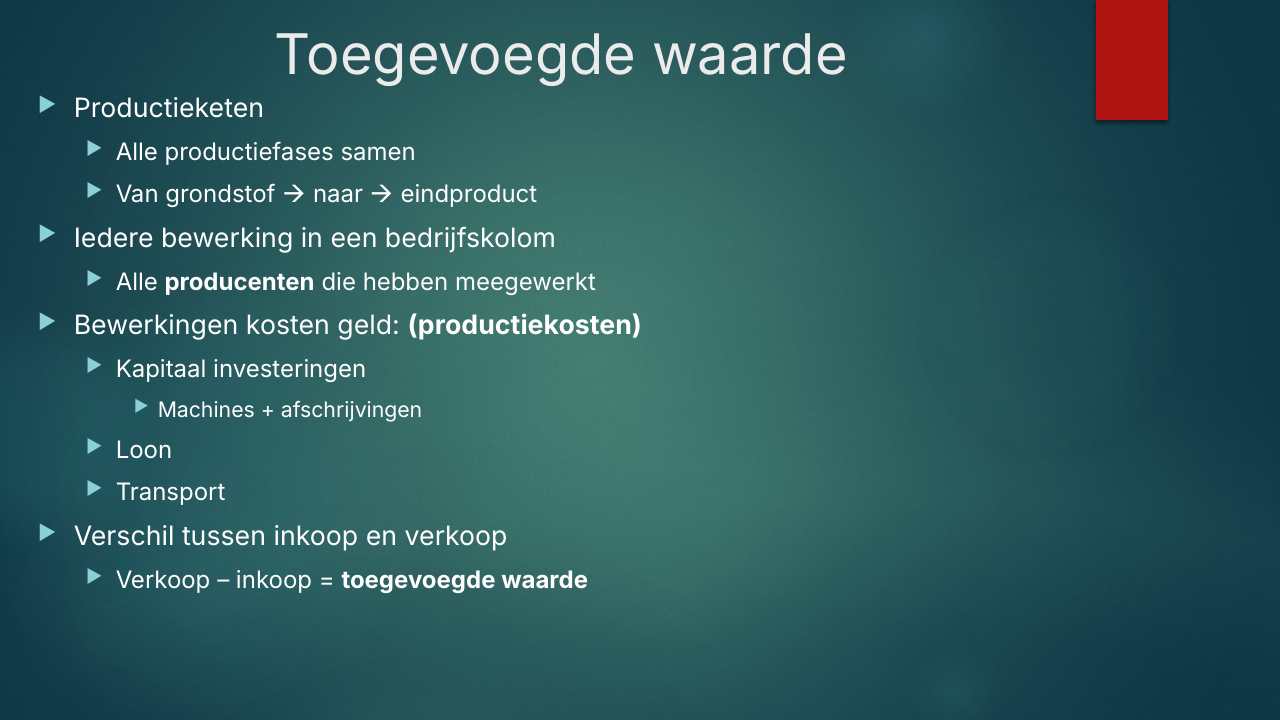 Toegevoegde waarde
Productieketen
Alle productiefases samen
Van grondstof → naar → eindproduct
Iedere bewerking in een bedrijfskolom
Alle producenten die hebben meegewerkt
Bewerkingen kosten geld: (productiekosten)
Kapitaal investeringen
Machines + afschrijvingen
Loon
Transport
Verschil tussen inkoop en verkoop
Verkoop – inkoop = toegevoegde waarde